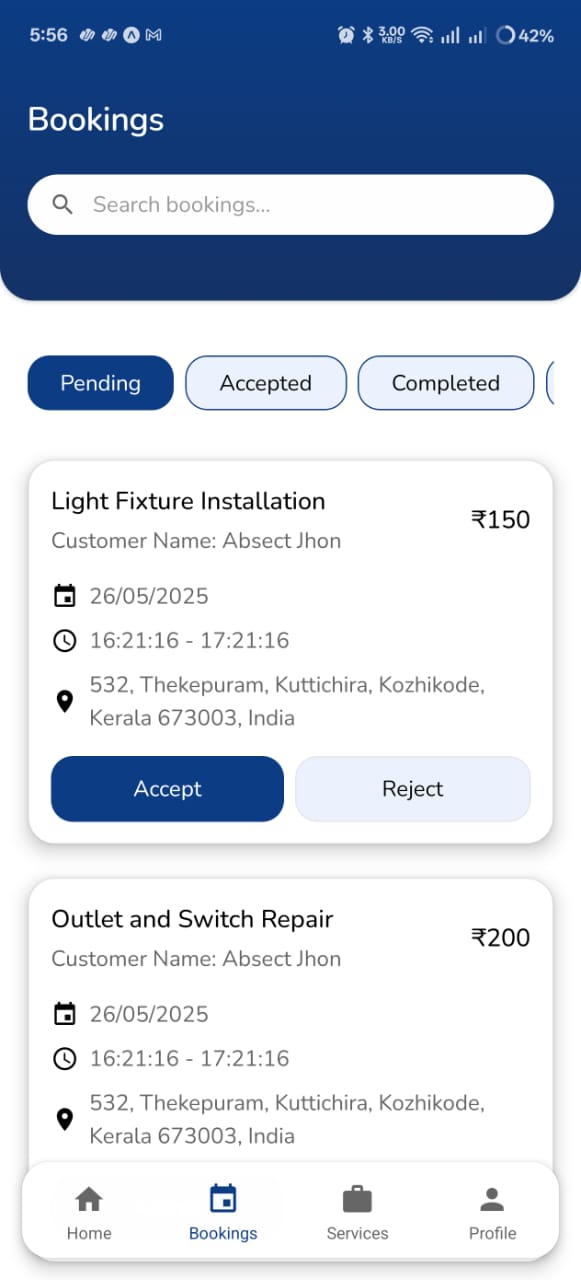 5:56
3.00 KB/S
42%
Bookings
Search bookings...
Pending
Accepted
Completed
Light Fixture Installation
₹150
Customer Name: Absect Jhon
26/05/2025
16:21:16 - 17:21:16
532, Thekepuram, Kuttichira, Kozhikode,
Kerala 673003, India
Accept
Reject
Outlet and Switch Repair
₹200
Customer Name: Absect Jhon
26/05/2025
16:21:16 - 17:21:16
532, Thekepuram, Kuttichira, Kozhikode,
Kerala 673003, India
Home
Bookings
Services
Profile